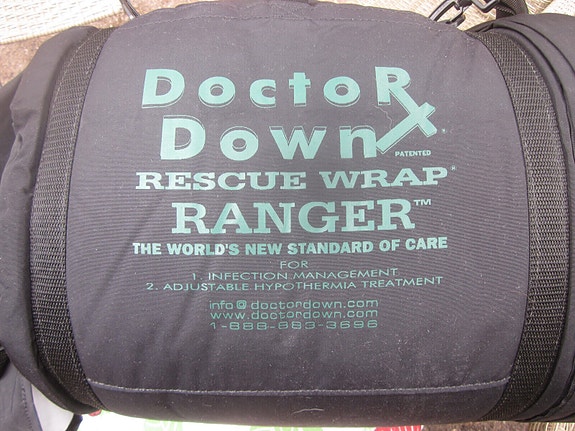 DoctoR
Down ®
PATENTED
RESCUE WRAP®
RANGER™
THE WORLD'S NEW STANDARD OF CARE
FOR
1. INFECTION MANAGEMENT
2. ADJUSTABLE HYPOTHERMIA TREATMENT
info@doctordown.com
www.doctordown.com
1-888-883-3696